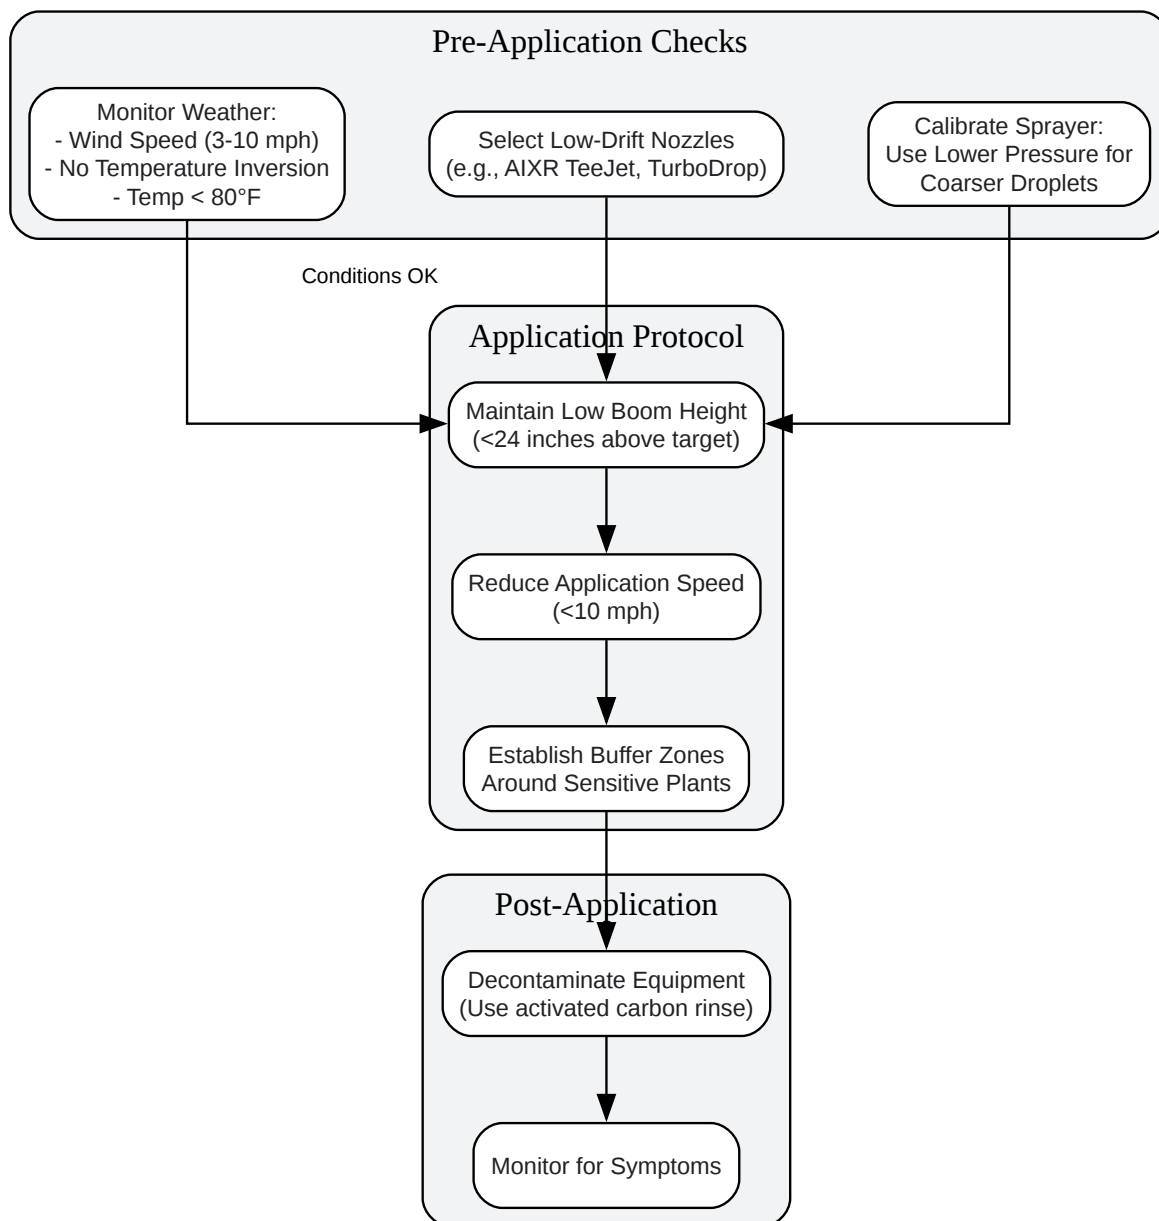 Pre-Application Checks
Monitor Weather:
- Wind Speed (3-10 mph)
- No Temperature Inversion
- Temp < 80°F
Select Low-Drift Nozzles
(e.g., AIXR TeeJet, TurboDrop)
Calibrate Sprayer:
Use Lower Pressure for
Coarser Droplets
Conditions OK
Application Protocol
Maintain Low Boom Height
(<24 inches above target)
Reduce Application Speed
(<10 mph)
Establish Buffer Zones
Around Sensitive Plants
Post-Application
Decontaminate Equipment
(Use activated carbon rinse)
Monitor for Symptoms